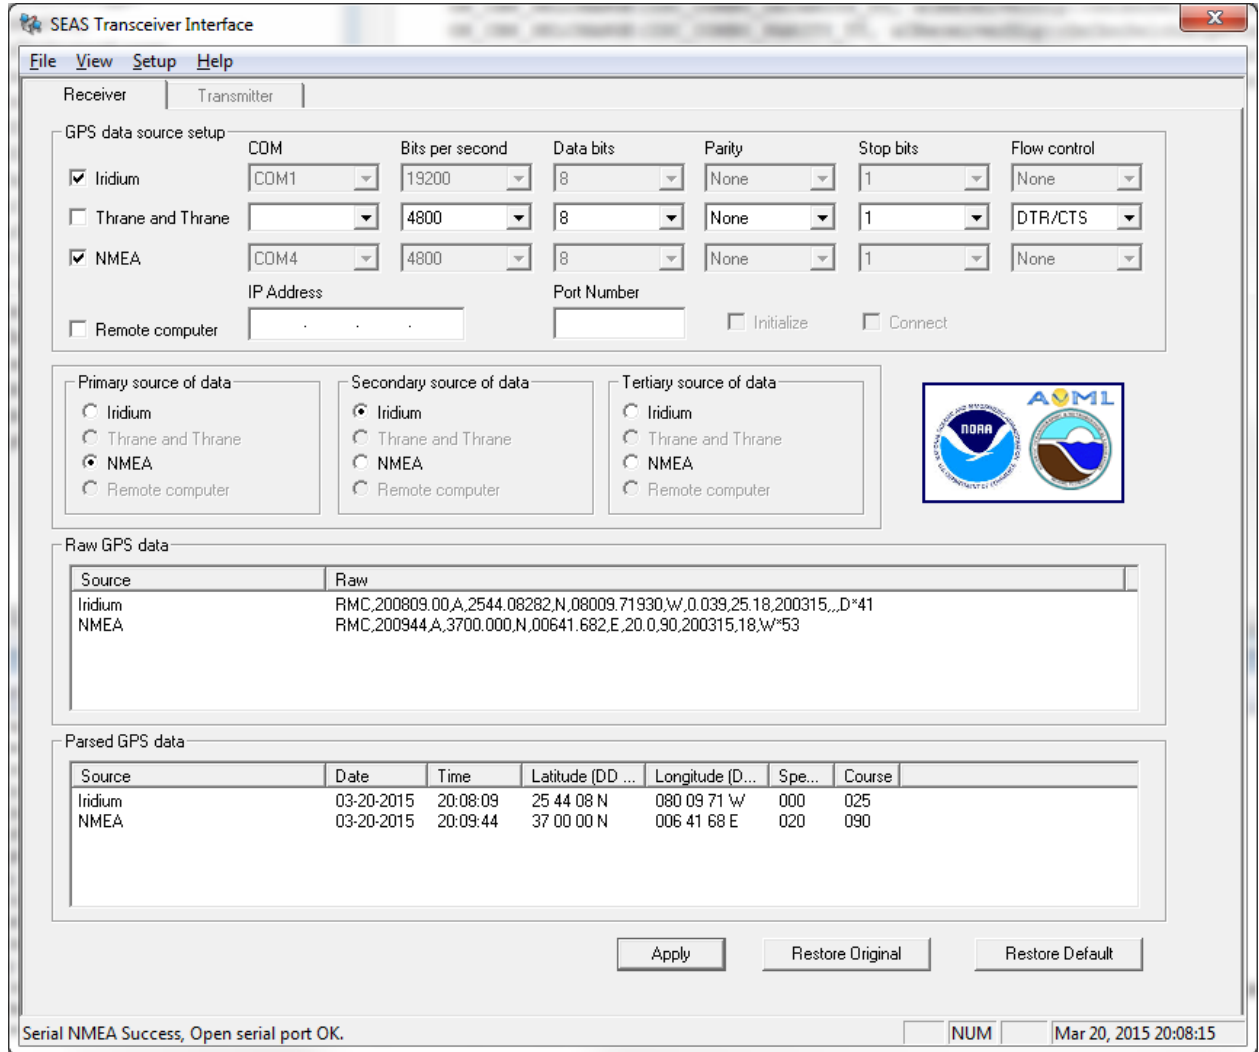 SEAS Transceiver Interface
File View Setup Help
Receiver Transmitter
GPS data source setup
COM Bits per second Data bits Parity Stop bits Flow control
Iridium COM1 19200 8 None 1 None
Thrane and Thrane 4800 8 None 1 DTR/CTS
NMEA COM4 4800 8 None 1 None
IP Address Port Number
Remote computer . . . Initialize Connect
Primary source of data Secondary source of data Tertiary source of data
Iridium Iridium Iridium
Thrane and Thrane Thrane and Thrane Thrane and Thrane
NMEA NMEA NMEA
Remote computer Remote computer Remote computer
AOML
NOAA
Raw GPS data
Source Raw
Iridium RMC,200809.00,A,2544.08282,N,08009.71930,W,0.039,25.18,200315,,,D*41
NMEA RMC,200944,A,3700.000,N,00641.682,E,20.0,90,200315,18,W*53
Parsed GPS data
Source Date Time Latitude (DD ... Longitude (D... Spe... Course
Iridium 03-20-2015 20:08:09 25 44 08 N 080 09 71 W 000 025
NMEA 03-20-2015 20:09:44 37 00 00 N 006 41 68 E 020 090
Apply Restore Original Restore Default
Serial NMEA Success, Open serial port OK. NUM Mar 20, 2015 20:08:15